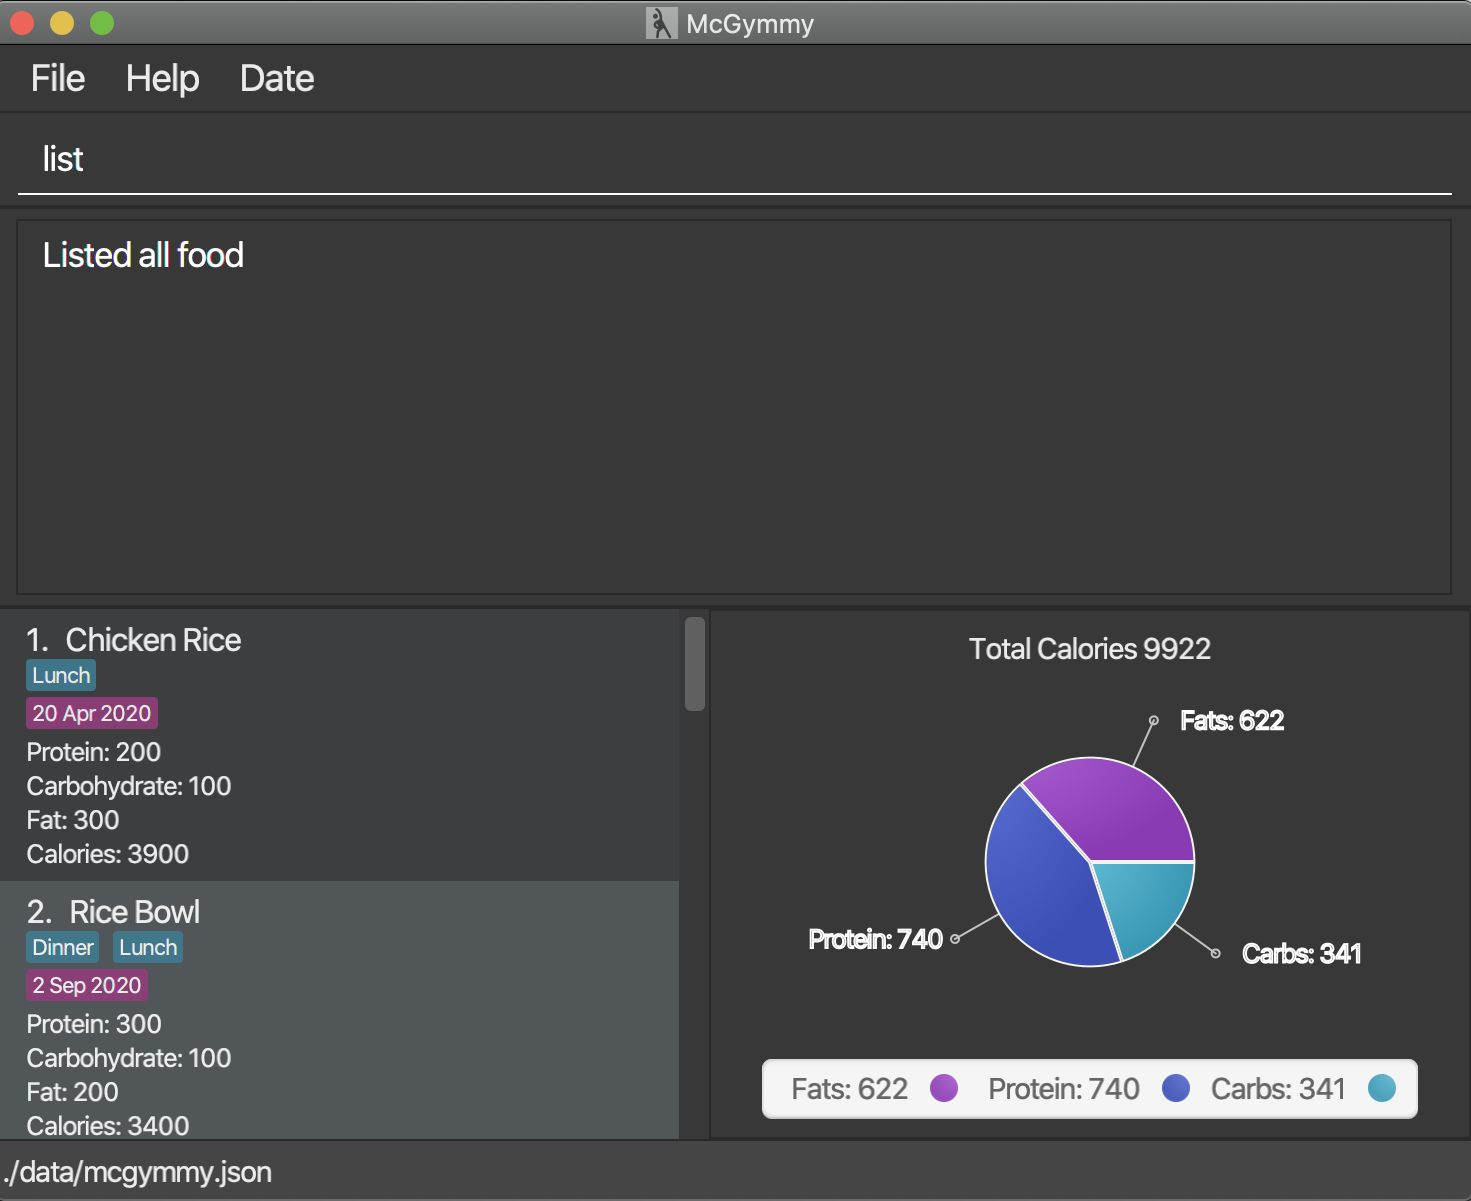 McGymmy
File Help Date
list
Listed all food
1. Chicken Rice
Lunch
20 Apr 2020
Protein: 200
Carbohydrate: 100
Fat: 300
Calories: 3900
2. Rice Bowl
Dinner Lunch
2 Sep 2020
Protein: 300
Carbohydrate: 100
Fat: 200
Calories: 3400
Total Calories 9922
Fats: 622
Protein: 740
Carbs: 341
Fats: 622 Protein: 740 Carbs: 341
./data/mcgymmy.json